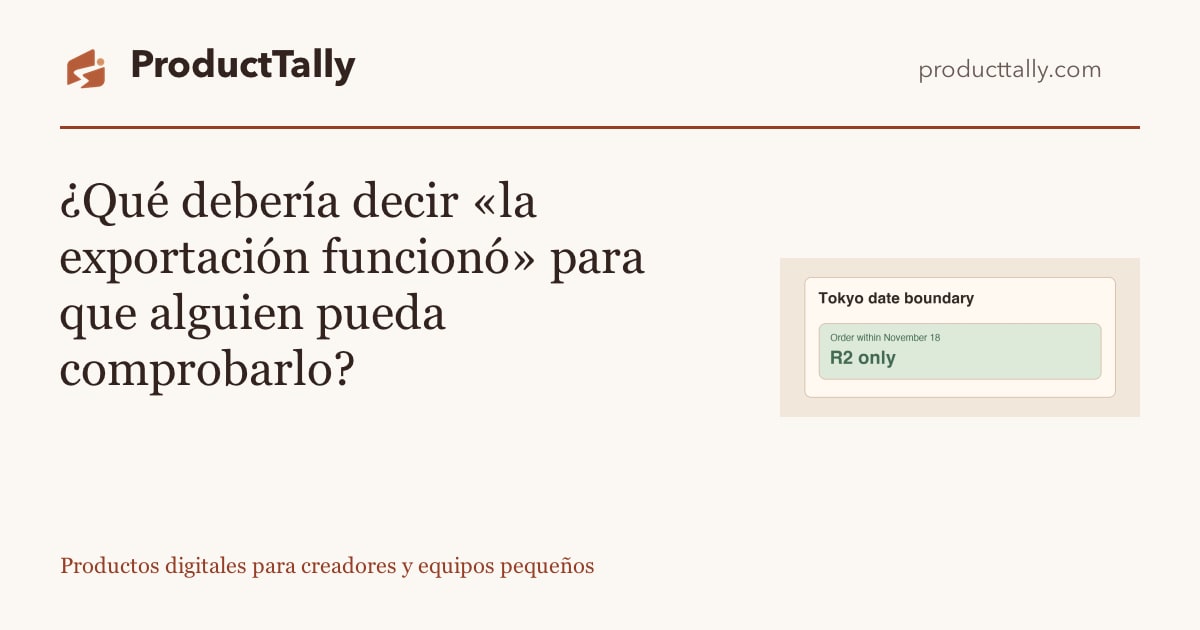 ProductTally
producttally.com
¿Qué debería decir «la
exportación funcionó» para
que alguien pueda
comprobarlo?
Tokyo date boundary
Order within November 18
R2 only
Productos digitales para creadores y equipos pequeños